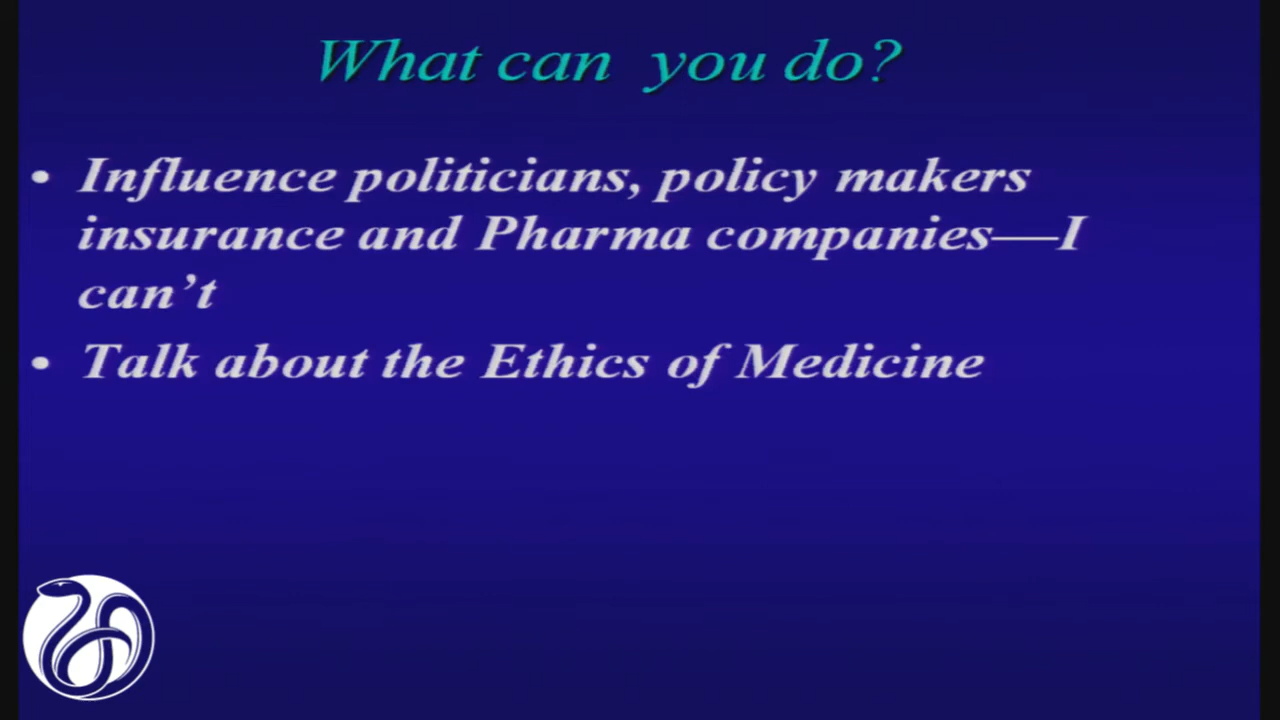 What can you do?
• Influence politicians, policy makers
insurance and Pharma companies—I
can’t
• Talk about the Ethics of Medicine